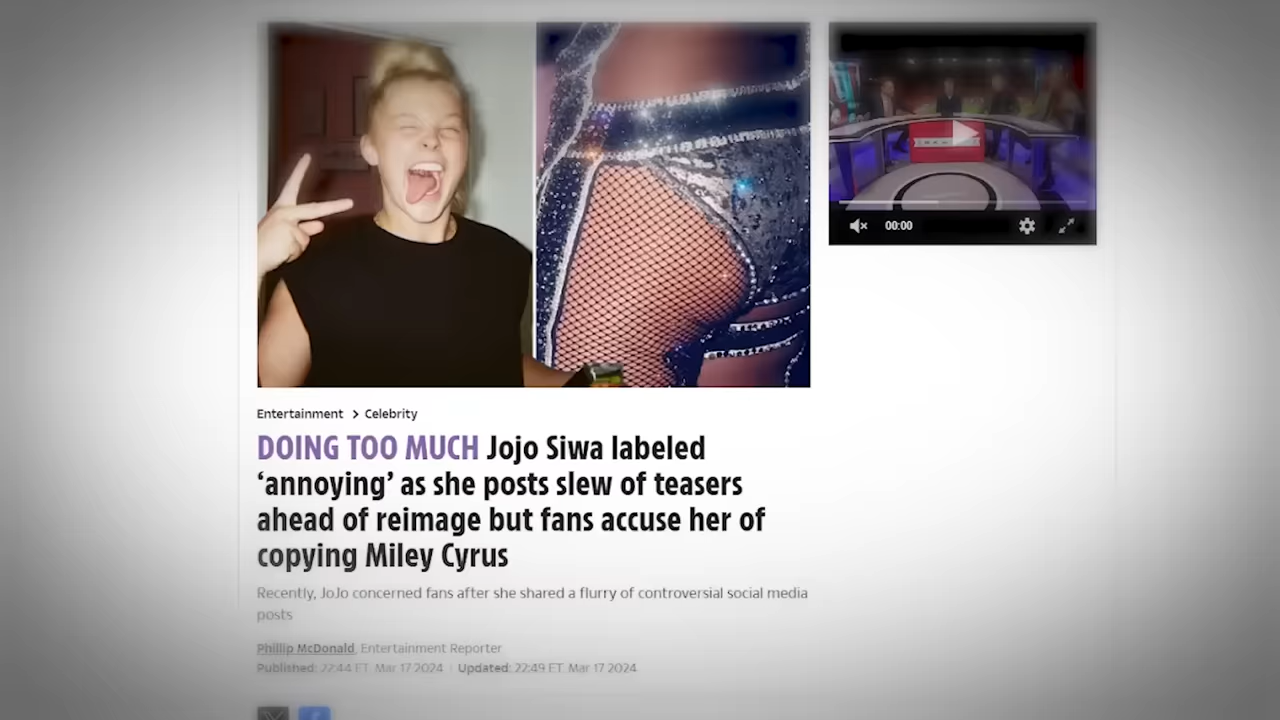 00:00
Entertainment > Celebrity
DOING TOO MUCH Jojo Siwa labeled
‘annoying’ as she posts slew of teasers
ahead of reimage but fans accuse her of
copying Miley Cyrus
Recently, JoJo concerned fans after she shared a flurry of controversial social media
posts
Phillip McDonald, Entertainment Reporter
Published: 22:44 ET, Mar 17 2024 | Updated: 22:49 ET, Mar 17 2024